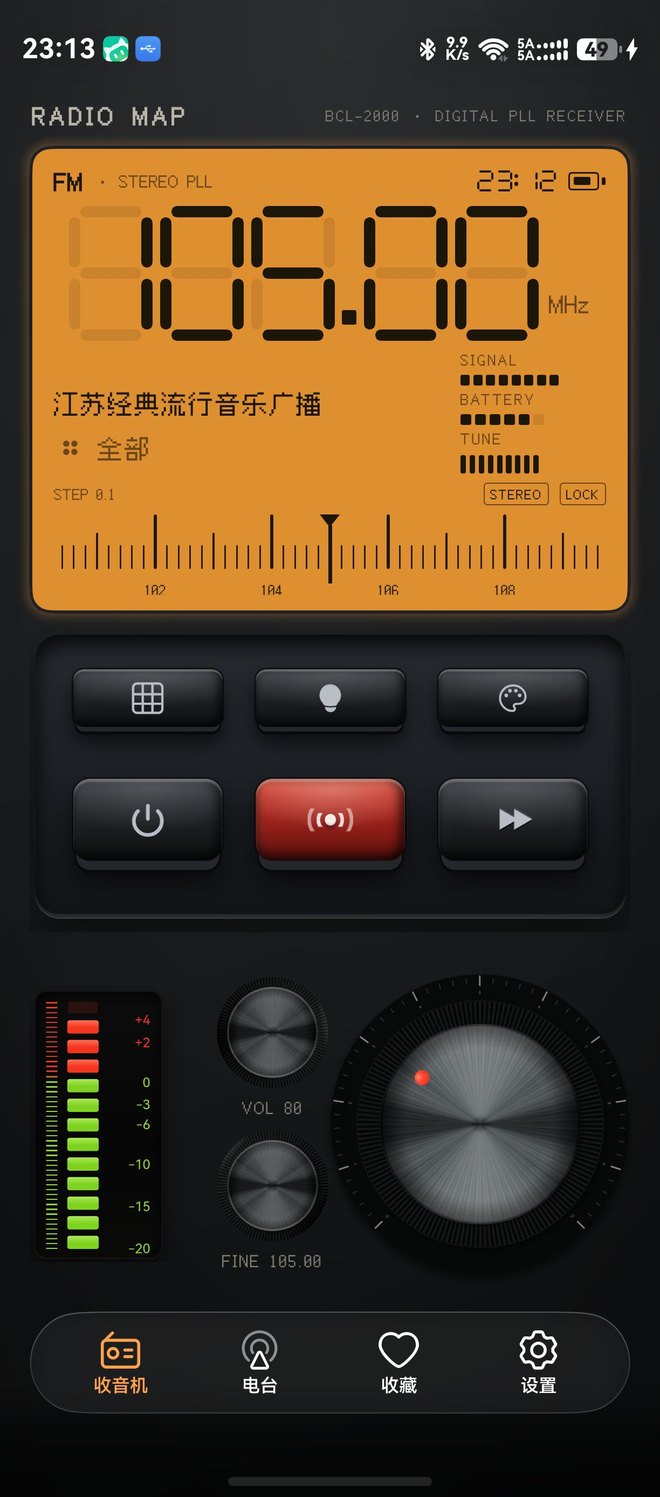 23:13
9.9 K/s
5A
5A
49
RADIO MAP
BCL-2000 · DIGITAL PLL RECEIVER
FM · STEREO PLL
23:12
105.00 MHz
SIGNAL
江苏经典流行音乐广播
BATTERY
全部
TUNE
STEP 0.1
STEREO LOCK
102 104 106 108
+4
+2
0
-3
-6
-10
-15
-20
VOL 80
FINE 105.00
收音机 电台 收藏 设置